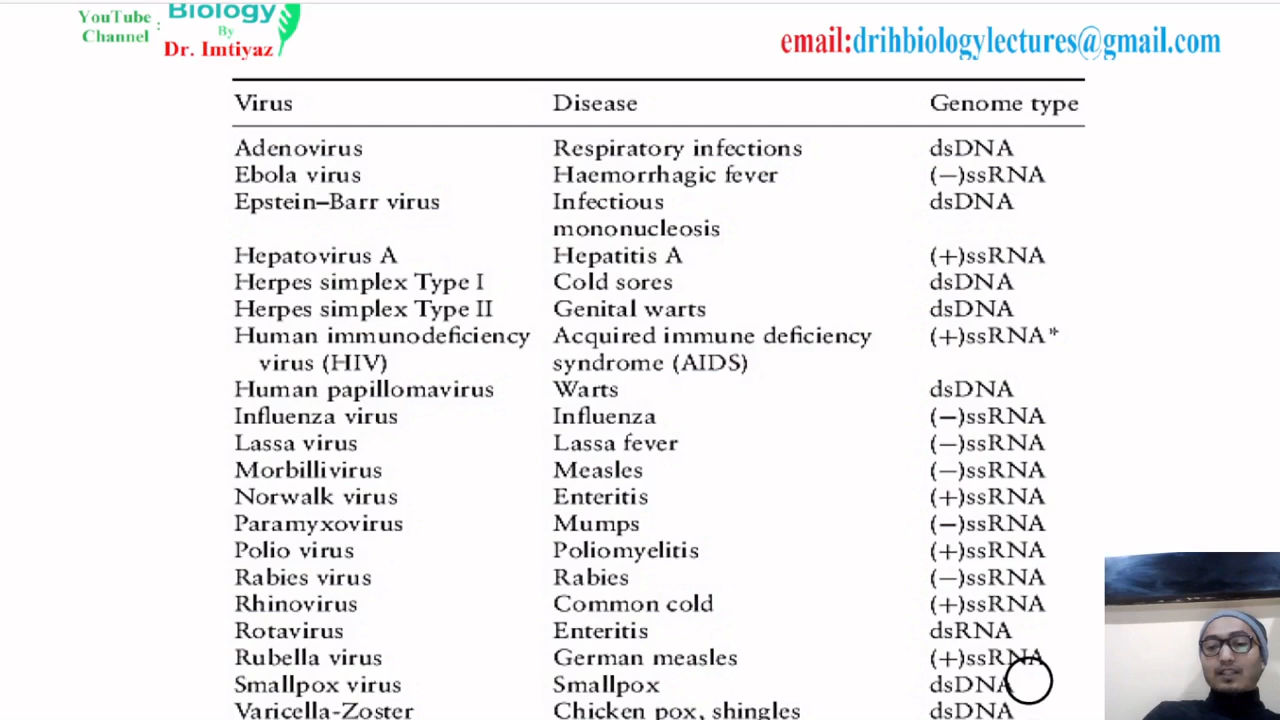 YouTube Channel :
Biology
By
Dr. Imtiyaz
email:drihbiologylectures@gmail.com
Virus Disease Genome type
Adenovirus Respiratory infections dsDNA
Ebola virus Haemorrhagic fever (—)ssRNA
Epstein–Barr virus Infectious mononucleosis dsDNA
Hepatovirus A Hepatitis A (+)ssRNA
Herpes simplex Type I Cold sores dsDNA
Herpes simplex Type II Genital warts dsDNA
Human immunodeficiency virus (HIV) Acquired immune deficiency syndrome (AIDS) (+)ssRNA*
Human papillomavirus Warts dsDNA
Influenza virus Influenza (—)ssRNA
Lassa virus Lassa fever (—)ssRNA
Morbillivirus Measles (—)ssRNA
Norwalk virus Enteritis (+)ssRNA
Paramyxovirus Mumps (—)ssRNA
Polio virus Poliomyelitis (+)ssRNA
Rabies virus Rabies (—)ssRNA
Rhinovirus Common cold (+)ssRNA
Rotavirus Enteritis dsRNA
Rubella virus German measles (+)ssRNA
Smallpox virus Smallpox dsDNA
Varicella-Zoster Chicken pox, shingles dsDNA